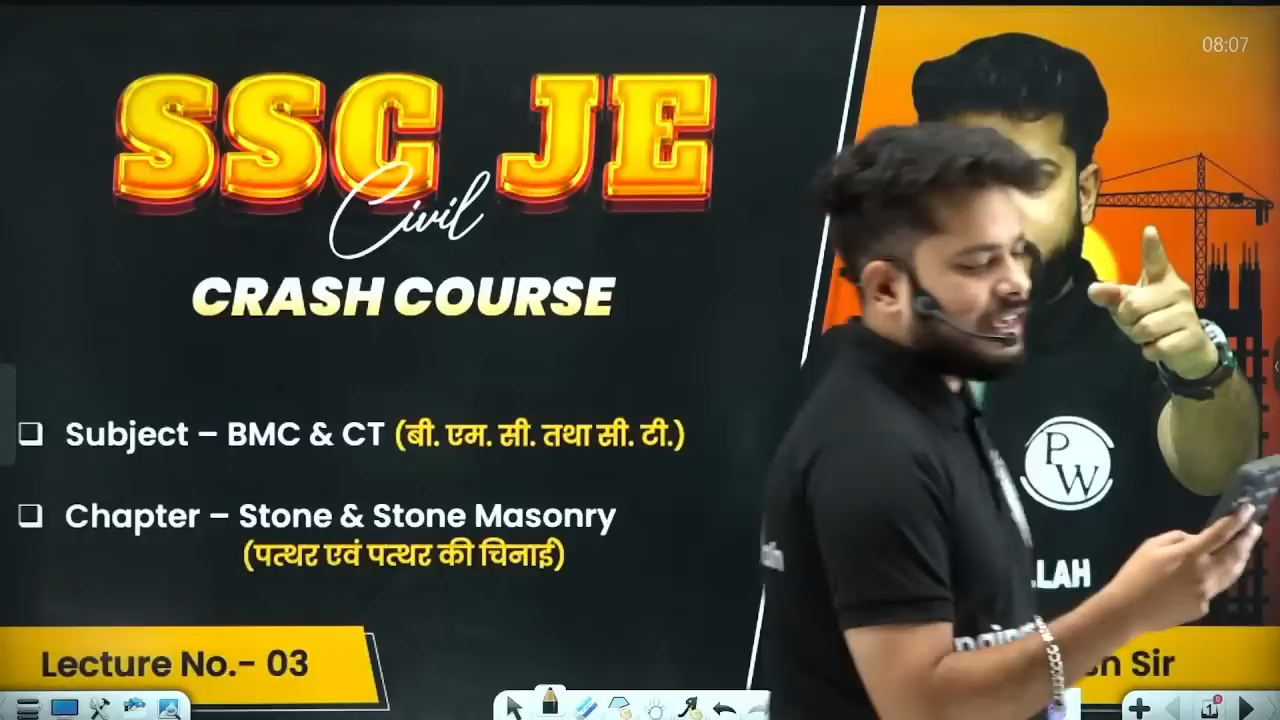 08:07
SSC JE
Civil
CRASH COURSE
Subject – BMC & CT (बी. एम. सी. तथा सी. टी.)
Chapter – Stone & Stone Masonry
(पत्थर एवं पत्थर की चिनाई)
PW
Lecture No.- 03
Sir